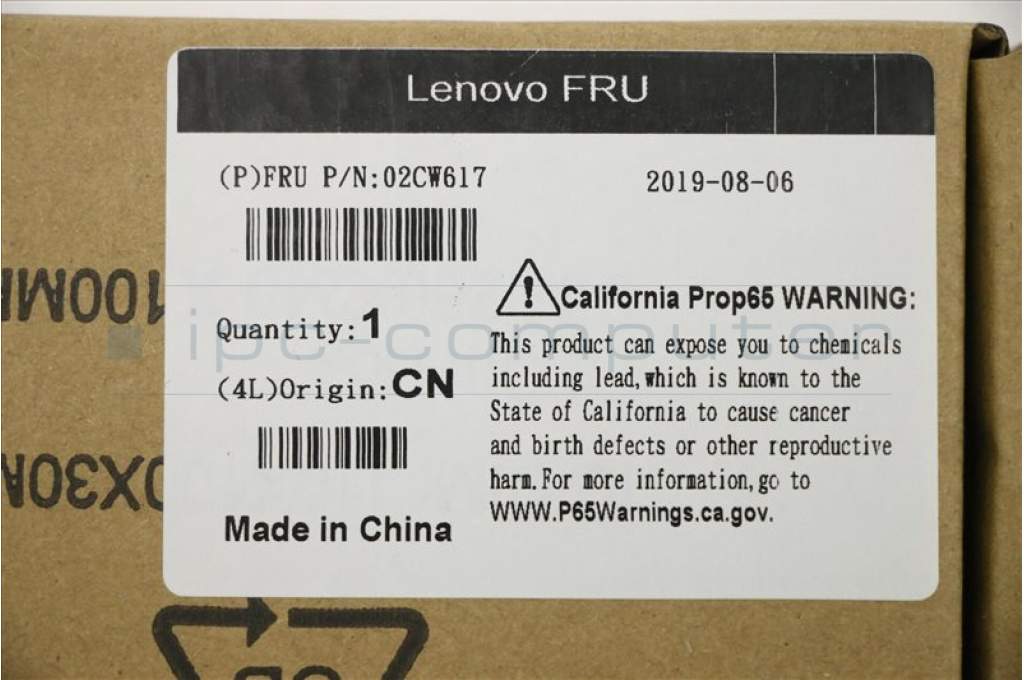 Lenovo FRU
(P)FRU P/N:02CW617
2019-08-06
Quantity:1
(4L)Origin:CN
Made in China
California Prop65 WARNING:
This product can expose you to chemicals
including lead,which is known to the
State of California to cause cancer
and birth defects or other reproductive
harm.For more information,go to
WWW.P65Warnings.ca.gov.
ipc-computer